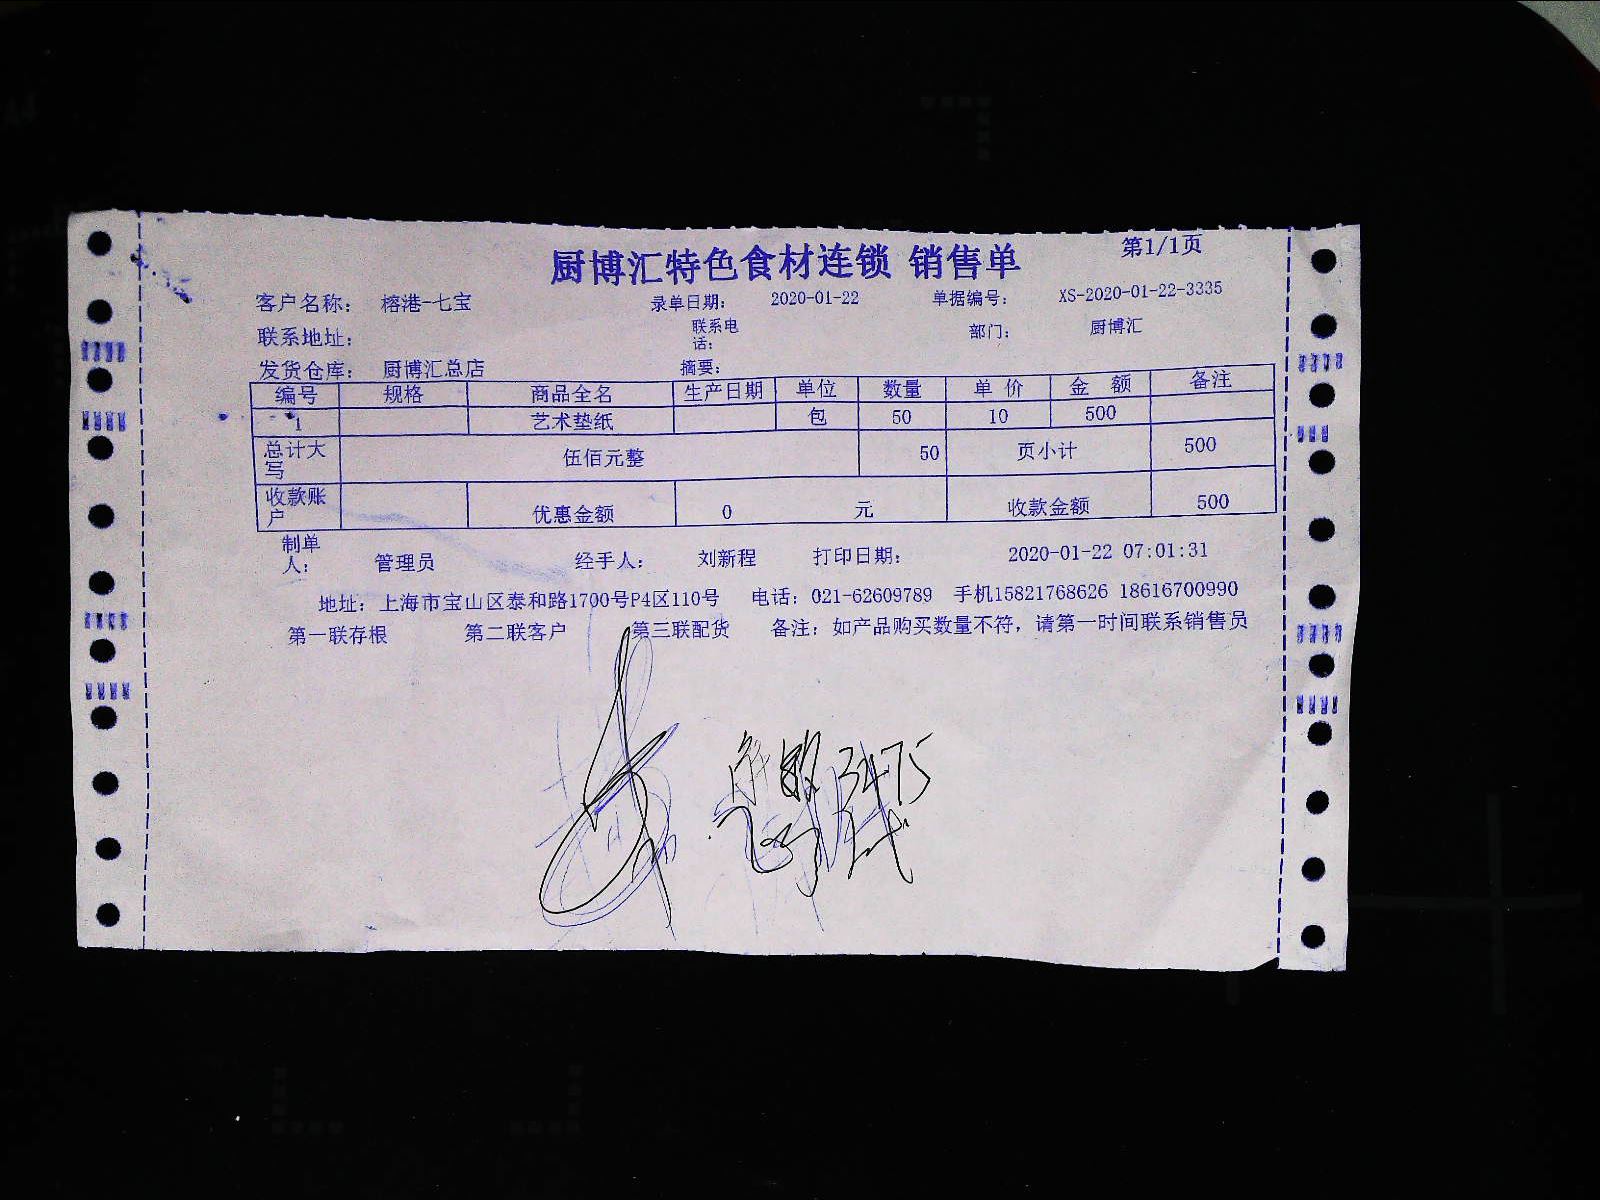 厨博汇特色食材连锁 销售单 第1/1页
客户名称： 榕港-七宝 录单日期： 2020-01-22 单据编号： XS-2020-01-22-3335
联系地址： 联系电话： 部门： 厨博汇
发货仓库： 厨博汇总店 摘要：
编号 规格 商品全名 生产日期 单位 数量 单价 金额 备注
1 艺术垫纸 包 50 10 500
总计大写 伍佰元整 50 页小计 500
收款账户 优惠金额 0 元 收款金额 500
制单人： 管理员 经手人： 刘新程 打印日期： 2020-01-22 07:01:31
地址：上海市宝山区泰和路1700号P4区110号 电话：021-62609789 手机15821768626 18616700990
第一联存根 第二联客户 第三联配货 备注：如产品购买数量不符，请第一时间联系销售员